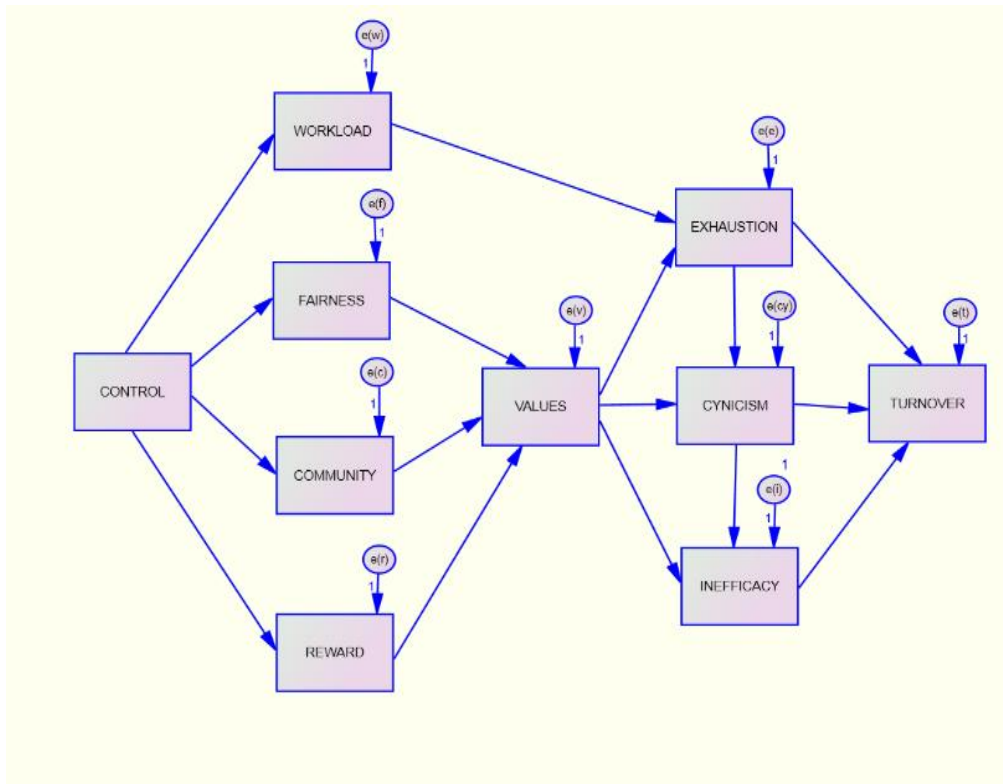 e(w)
1
WORKLOAD
e(e)
1
e(f)
1
EXHAUSTION
FAIRNESS
e(v)
1
e(cy)
1
e(t)
1
e(c)
1
CONTROL
VALUES
CYNICISM
TURNOVER
COMMUNITY
1
e(i)
1
e(r)
1
INEFFICACY
REWARD